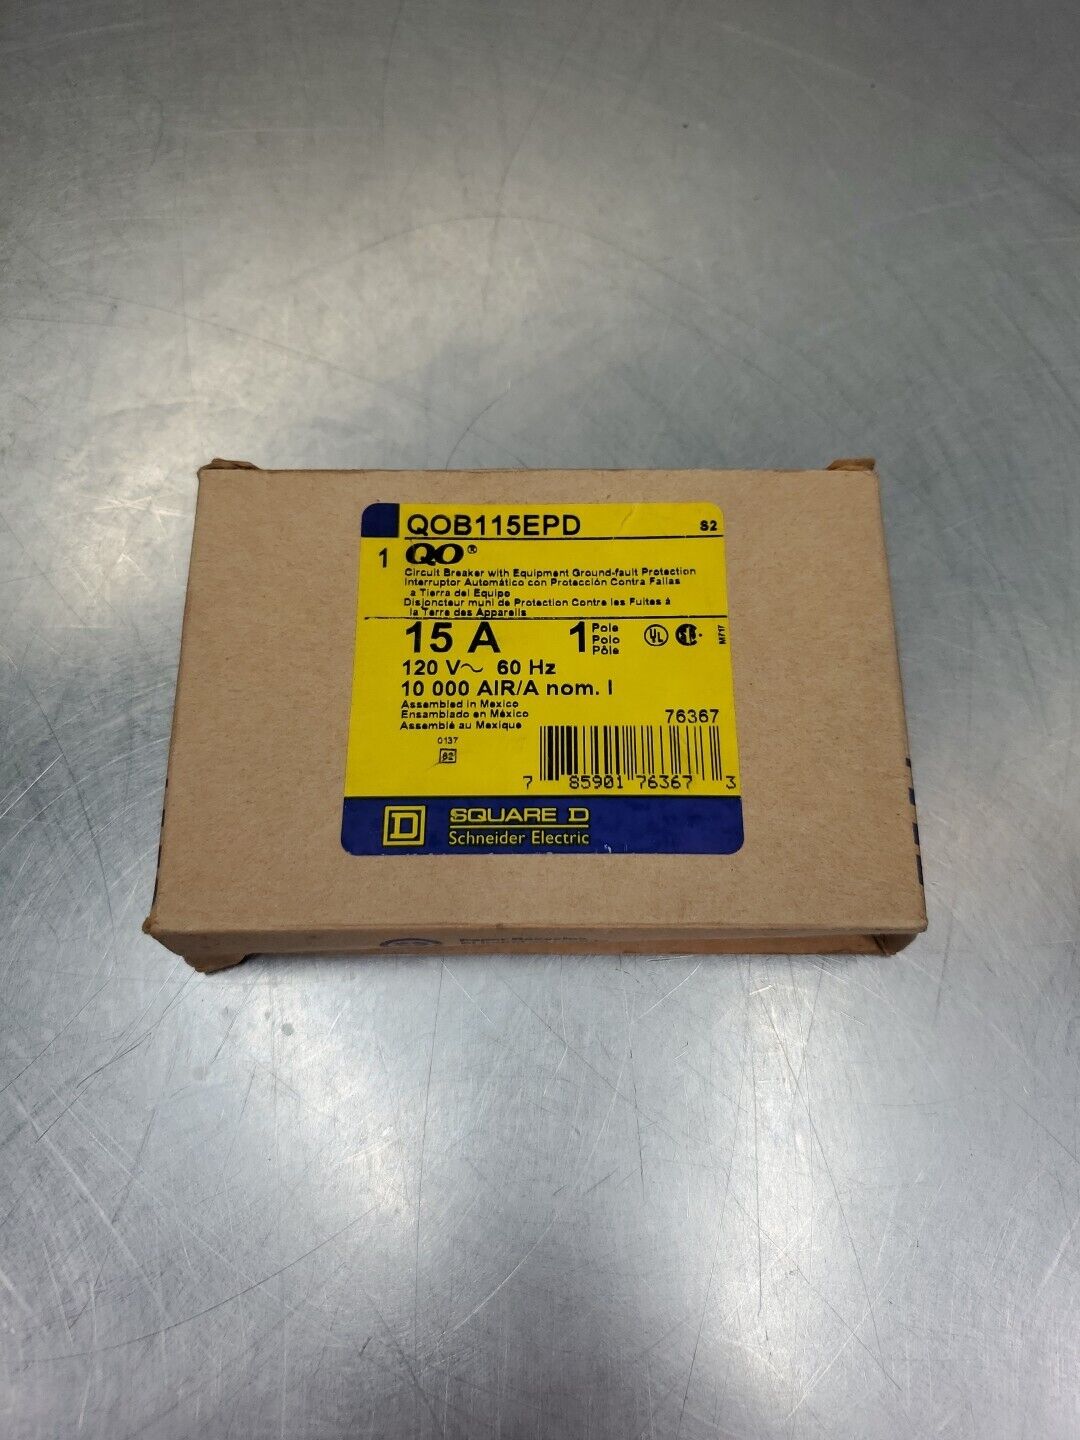 QOB115EPD
S2
1 QO®
Circuit Breaker with Equipment Ground-fault Protection
Interruptor Automático con Protección Contra Fallas
a Tierra del Equipo
Disjoncteur muni de Protection Contre les Fuites à
la Terre des Appareils
15 A
1 Pole
Polo
Pôle
UL
120 V～ 60 Hz
10 000 AIR/A nom. I
Assembled in Mexico
Ensamblado en México
Assemblé au Mexique
76367
0137
82
7 85901 76367 3
D SQUARE D
Schneider Electric